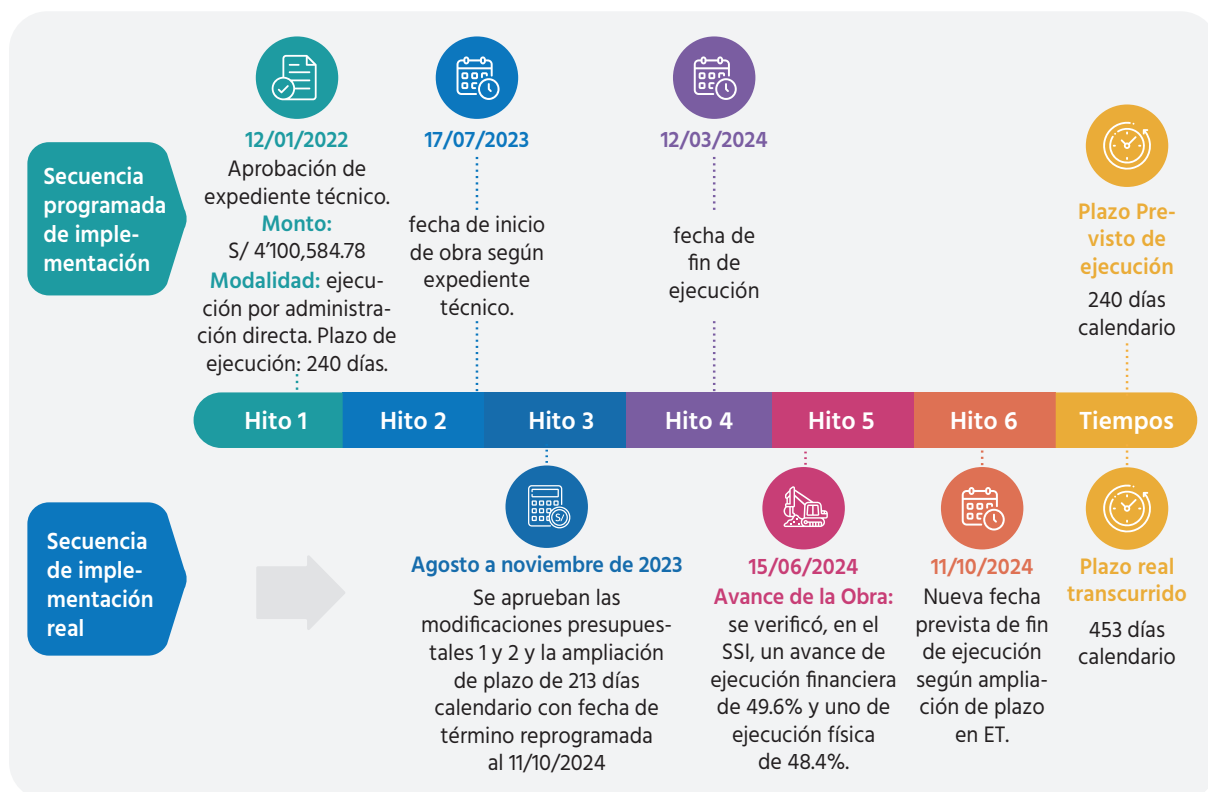 Secuencia
programada
de imple-
mentación
12/01/2022
Aprobación de
expediente técnico.
Monto:
S/ 4'100,584.78
Modalidad: ejecu-
ción por administra-
ción directa. Plazo de
ejecución: 240 días.
17/07/2023
fecha de inicio
de obra según
expediente
técnico.
12/03/2024
fecha de
fin de
ejecución
Plazo Pre-
visto de
ejecución
240 días
calendario
Hito 1
Hito 2
Hito 3
Hito 4
Hito 5
Hito 6
Tiempos
Secuencia
de imple-
mentación
real
S/
Agosto a noviembre de 2023
Se aprueban las
modificaciones presupues-
tales 1 y 2 y la ampliación
de plazo de 213 días
calendario con fecha de
término reprogramada
al 11/10/2024
15/06/2024
Avance de la Obra:
se verificó, en el
SSI, un avance de
ejecución financiera
de 49.6% y uno de
ejecución física
de 48.4%.
11/10/2024
Nueva fecha
prevista de fin
de ejecución
según amplia-
ción de plazo
en ET.
Plazo real
transcurrido
453 días
calendario